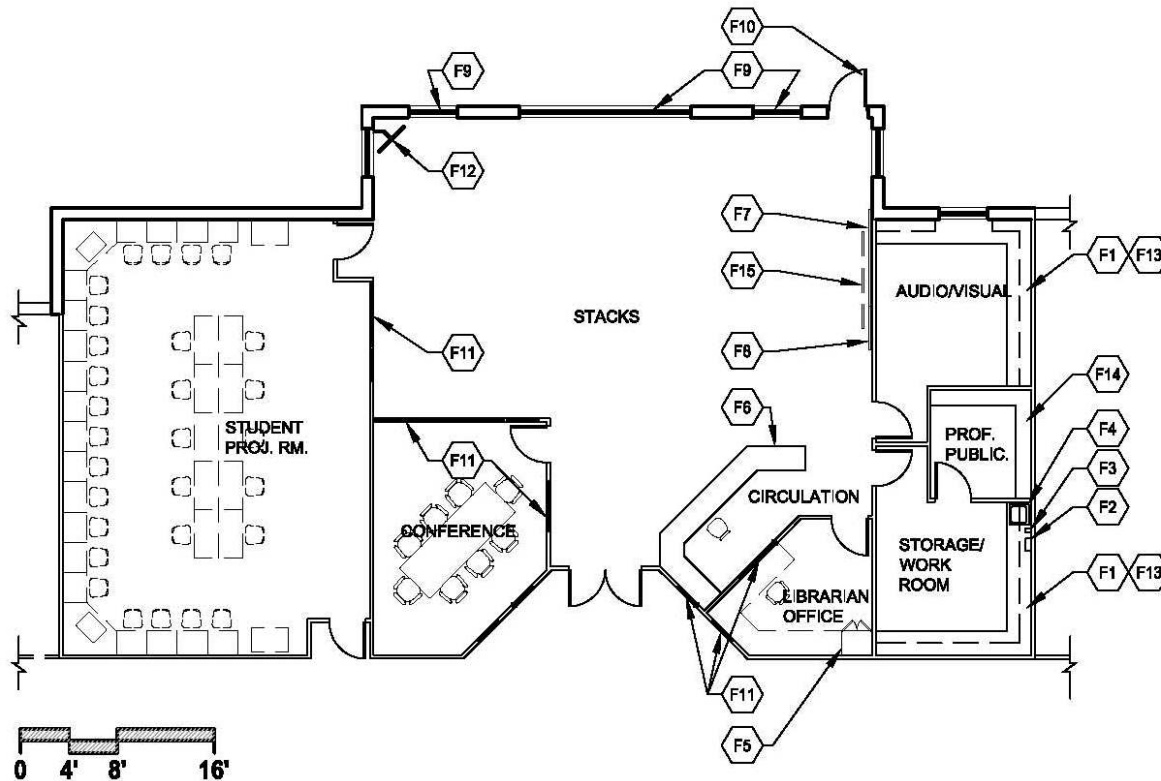 F10
F9
F9
F12
F7
F1 F13
F15
AUDIO/VISUAL
STACKS
F11
F8
F14
F6
F4
STUDENT
PROJ. RM.
PROF.
PUBLIC.
F11
F3
CIRCULATION
F2
CONFERENCE
STORAGE/
WORK
ROOM
F1 F13
LIBRARIAN
OFFICE
F11
F5
0 4' 8' 16'